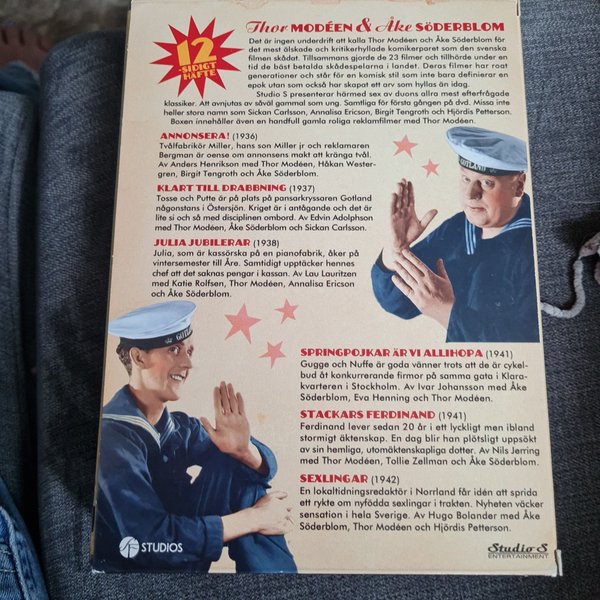 12
-SIDIGT
HÄFTE
Thor MODÉEN & Åke SÖDERBLOM
Det är ingen underdrift att kalla Thor Modéen och Åke Söderblom för
det mest älskade och kritikerhyllade komikerparet som den svenska
filmen skådat. Tillsammans gjorde de 23 filmer och tillhörde under en
tid de bäst betalda skådespelarna i landet. Deras filmer har roat
generationer och står för en komisk stil som inte bara definierar en
epok utan som också har skapat ett arv som hyllas än idag.
Studio S presenterar härmed sex av duons allra mest efterfrågade
klassiker. Att avnjutas av såväl gammal som ung. Samtliga för första gången på dvd. Missa inte
heller stora namn som Sickan Carlsson, Annalisa Ericson, Birgit Tengroth och Hjördis Petterson.
Boxen innehåller även en handfull gamla roliga reklamfilmer med Thor Modéen.
ANNONSERA! (1936)
Tvålfabrikör Miller, hans son Miller jr och reklamaren
Bergman är oense om annonsens makt att kränga tvål.
Av Anders Henrikson med Thor Modéen, Håkan Wester-
gren, Birgit Tengroth och Åke Söderblom.
KLART TILL DRABBNING (1937)
Tosse och Putte är på plats på pansarkryssaren Gotland
någonstans i Östersjön. Kriget är i antågande och det är
lite si och så med disciplinen ombord. Av Edvin Adolphson
med Thor Modéen, Åke Söderblom och Sickan Carlsson.
JULIA JUBILERAR (1938)
Julia, som är kassörska på en pianofabrik, åker på
vintersemester till Åre. Samtidigt upptäcker hennes
chef att det saknas pengar i kassan. Av Lau Lauritzen
med Katie Rolfsen, Thor Modéen, Annalisa Ericson
och Åke Söderblom.
GOTLAND
SPRINGPOJKAR ÄR VI ALLIHOPA (1941)
Gugge och Nuffe är goda vänner trots att de är cykel-
bud åt konkurrerande firmor på samma gata i Klara-
kvarteren i Stockholm. Av Ivar Johansson med Åke
Söderblom, Eva Henning och Thor Modéen.
STACKARS FERDINAND (1941)
Ferdinand lever sedan 20 år i ett lyckligt men ibland
stormigt äktenskap. En dag blir han plötsligt uppsökt
av sin hemliga, utomäktenskapliga dotter. Av Nils Jerring
med Thor Modéen, Tollie Zellman och Åke Söderblom.
SEXLINGAR (1942)
En lokaltidningsredaktör i Norrland får idén att sprida
ett rykte om nyfödda sexlingar i trakten. Nyheten väcker
sensation i hela Sverige. Av Hugo Bolander med Åke
Söderblom, Thor Modéen och Hjördis Petterson.
SF STUDIOS
Studio S
ENTERTAINMENT